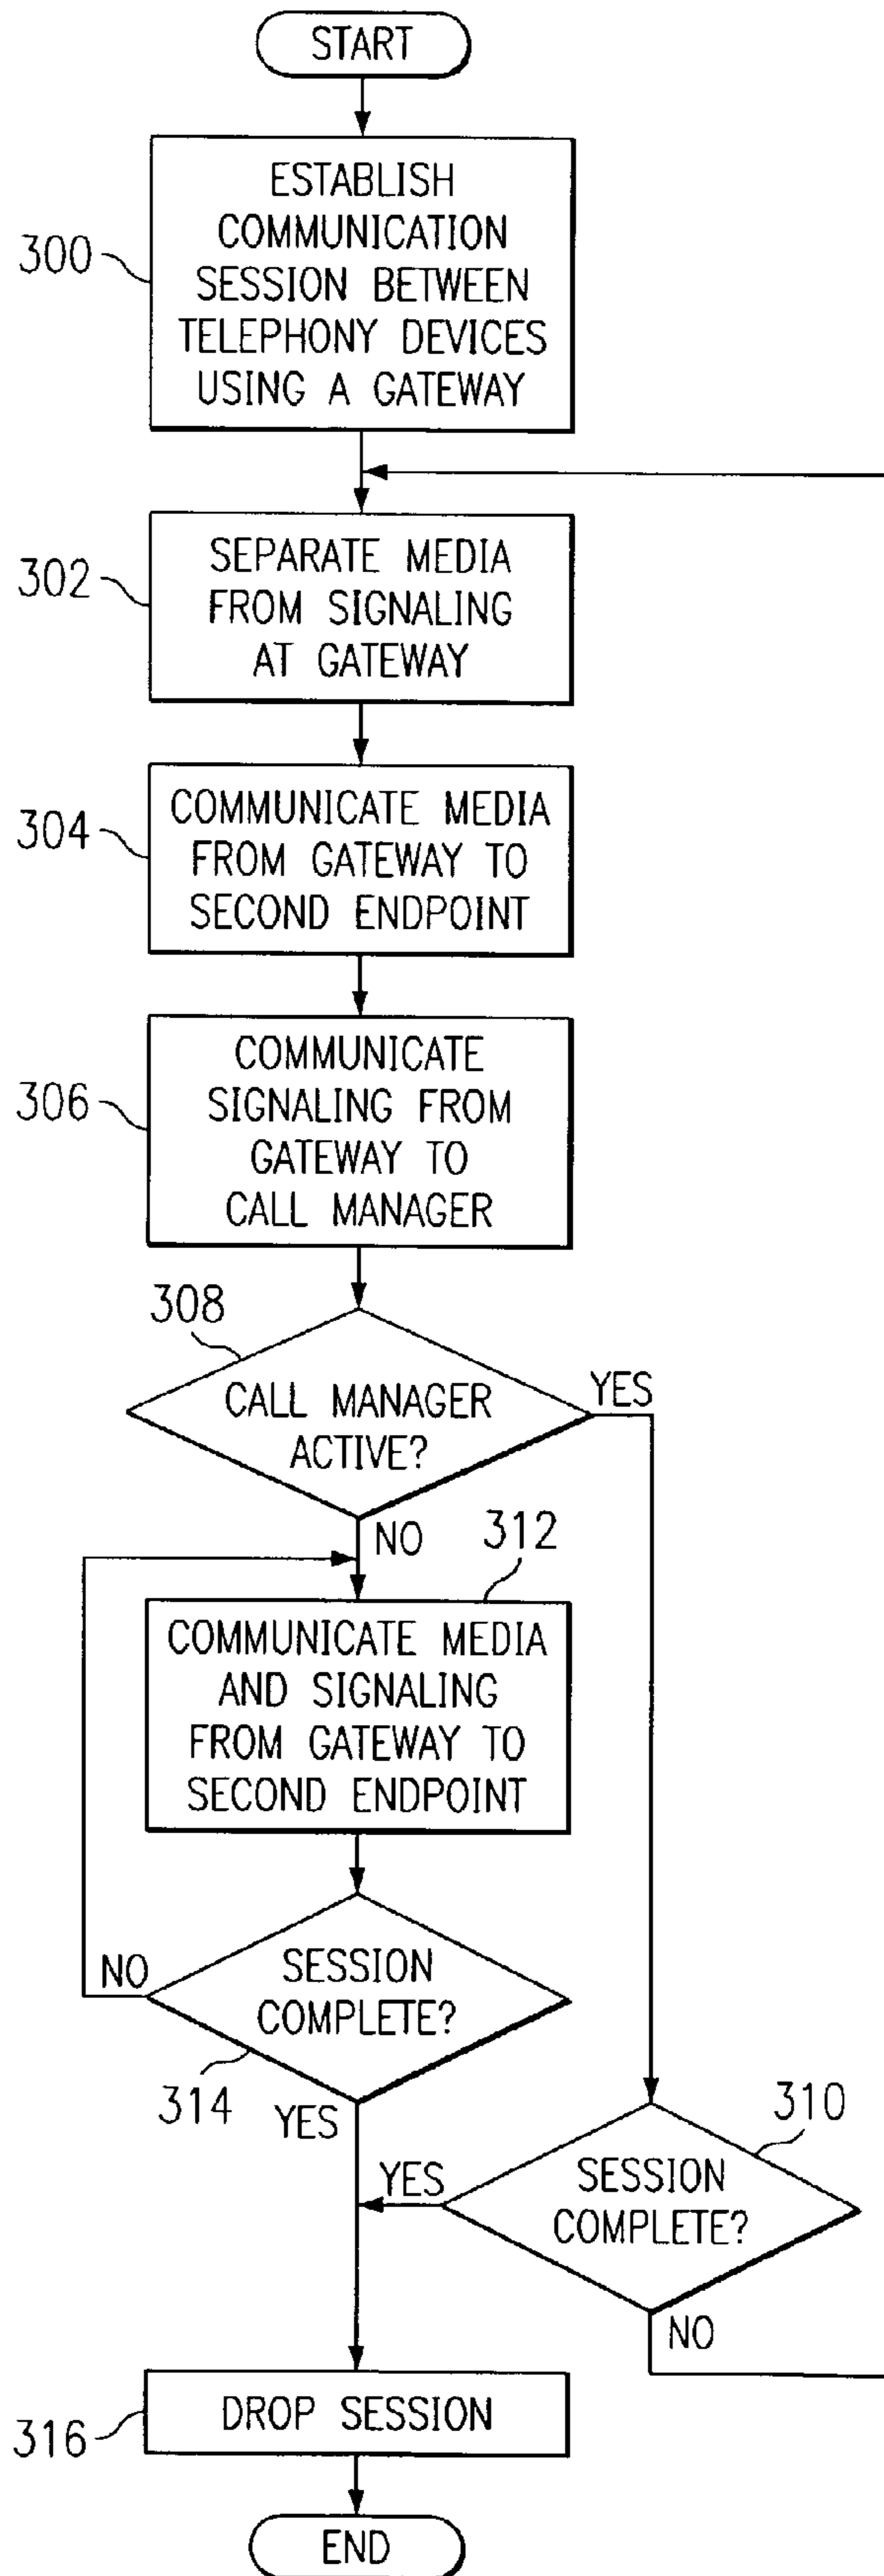 START
ESTABLISH
COMMUNICATION
SESSION BETWEEN
TELEPHONY DEVICES
USING A GATEWAY
300
SEPARATE MEDIA
FROM SIGNALING
AT GATEWAY
302
COMMUNICATE MEDIA
FROM GATEWAY TO
SECOND ENDPOINT
304
COMMUNICATE
SIGNALING FROM
GATEWAY TO
CALL MANAGER
306
308
CALL MANAGER
ACTIVE?
YES
NO
312
COMMUNICATE MEDIA
AND SIGNALING
FROM GATEWAY TO
SECOND ENDPOINT
NO
SESSION
COMPLETE?
314
YES
310
YES
SESSION
COMPLETE?
NO
DROP SESSION
316
END